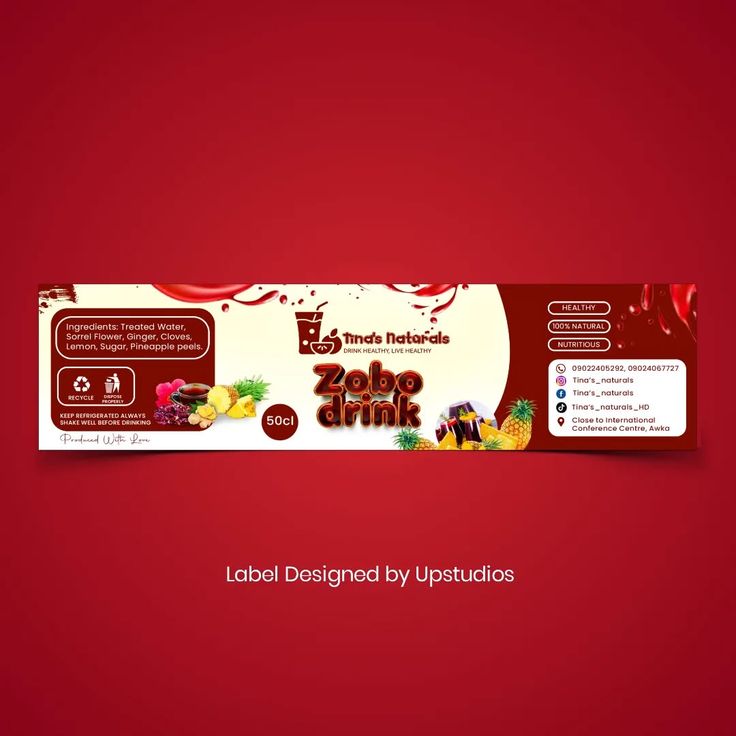 Ingredients: Treated Water,
Sorrel Flower, Ginger, Cloves,
Lemon, Sugar, Pineapple peels.
RECYCLE
DISPOSE
PROPERLY
KEEP REFRIGERATED ALWAYS
SHAKE WELL BEFORE DRINKING
Produced With Love
Tina's Naturals
DRINK HEALTHY, LIVE HEALTHY
Zobo
drink
50cl
HEALTHY
100% NATURAL
NUTRITIOUS
09022405292, 09024067727
Tina's_naturals
Tina's_naturals
Tina's_naturals_HD
Close to International
Conference Centre, Awka
Label Designed by Upstudios